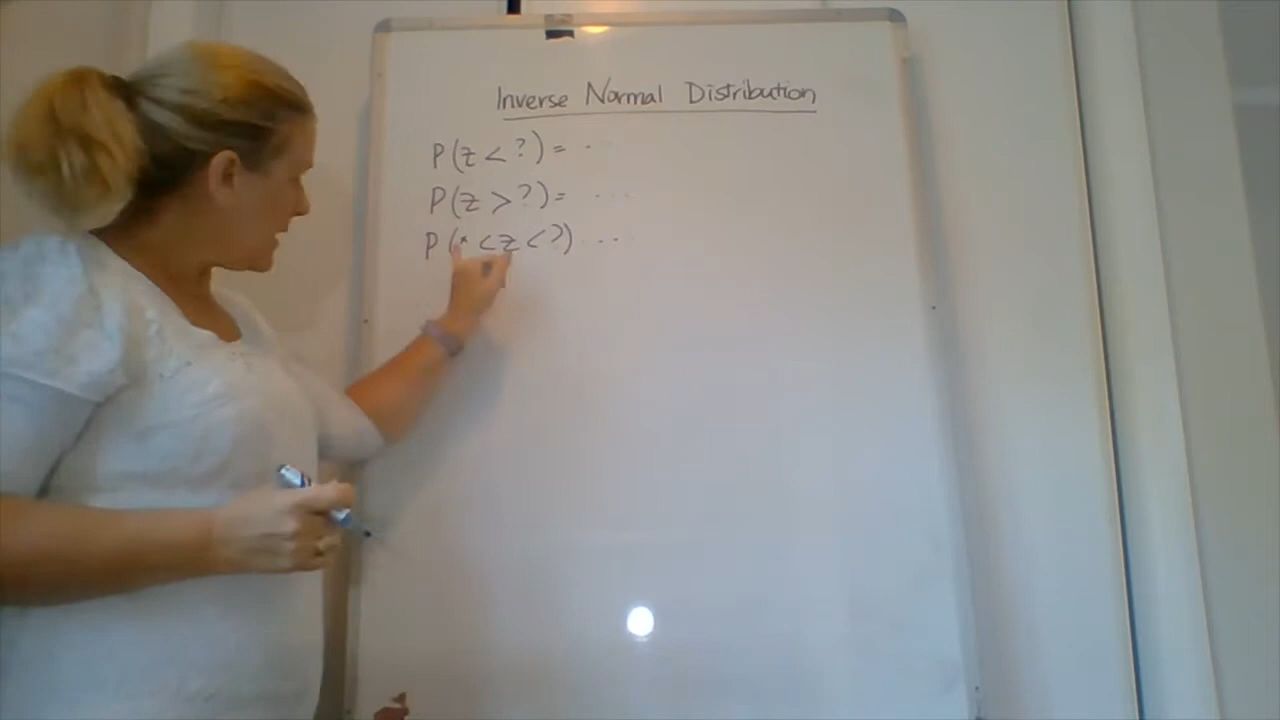 Inverse Normal Distribution
P(z < ?) = .
P(z > ?) = ...
P(* < z < ?) ...